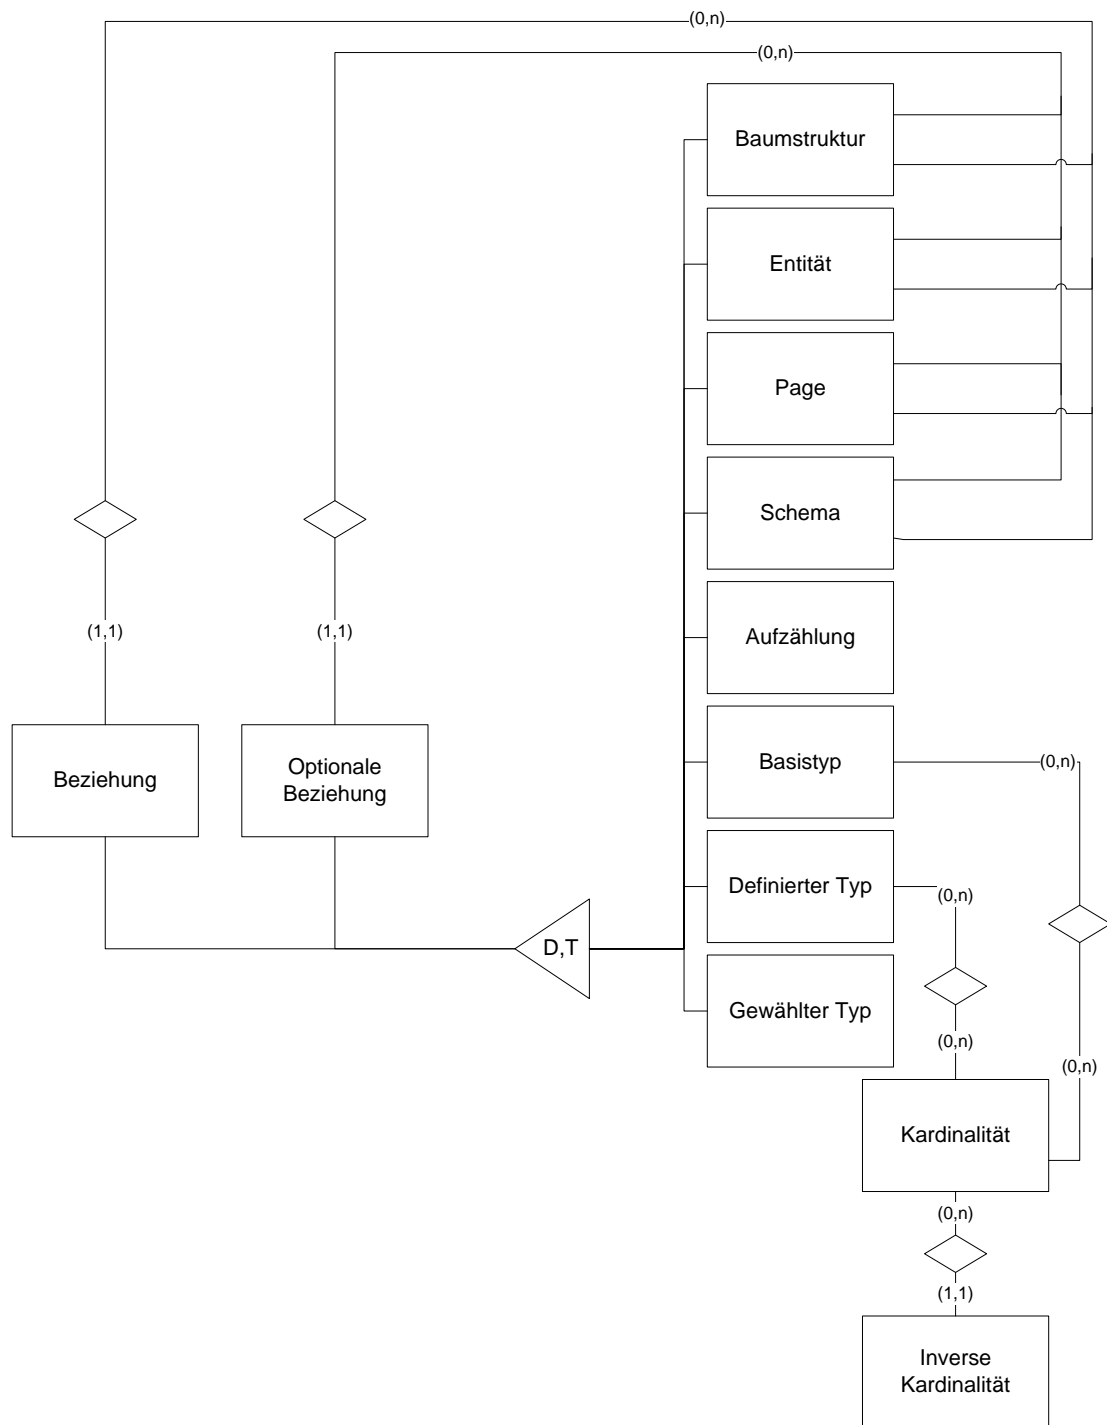 (0,n)
(0,n)
Baumstruktur
Entität
Page
Schema
(1,1)
(1,1)
Aufzählung
Beziehung
Optionale
Beziehung
Basistyp
(0,n)
Definierter Typ
(0,n)
D,T
Gewählter Typ
(0,n)
(0,n)
Kardinalität
(0,n)
(1,1)
Inverse
Kardinalität